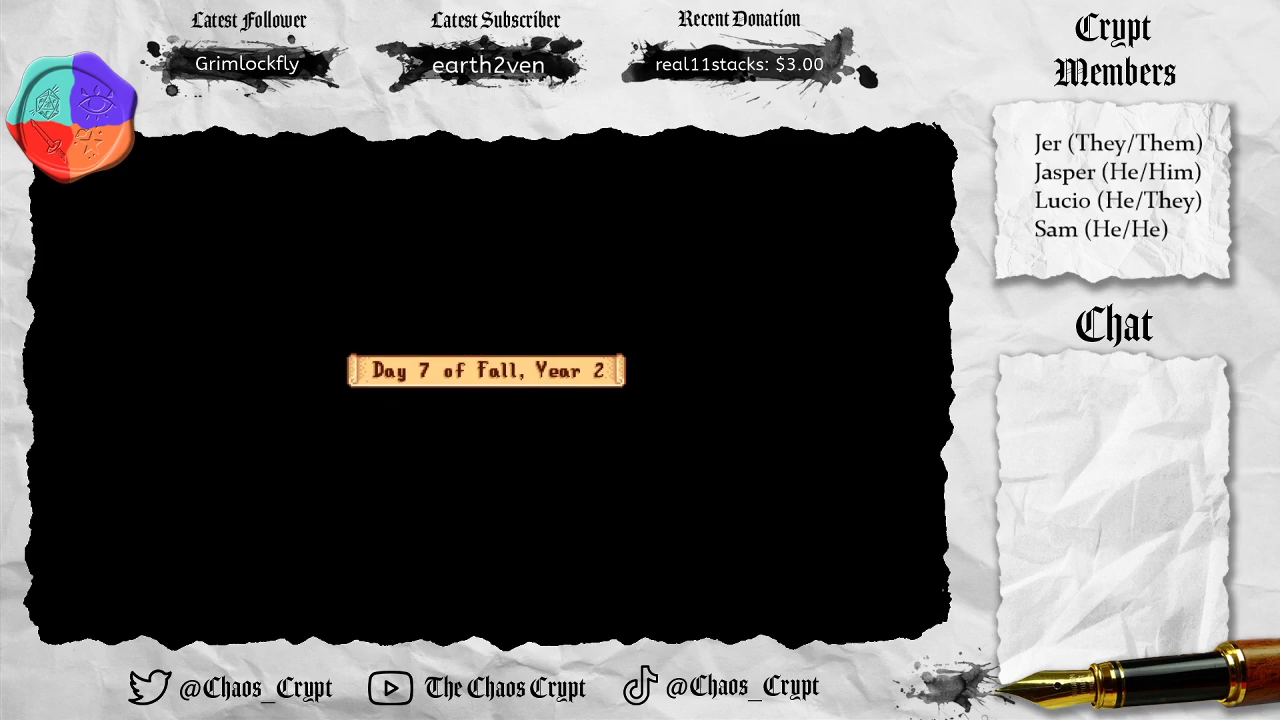 Latest Follower
Grimlockfly
Latest Subscriber
earth2ven
Recent Donation
real11stacks: $3.00
Crypt
Members
Jer (They/Them)
Jasper (He/Him)
Lucio (He/They)
Sam (He/He)
Chat
Day 7 of Fall, Year 2
@Chaos_Crypt
The Chaos Crypt
@Chaos_Crypt